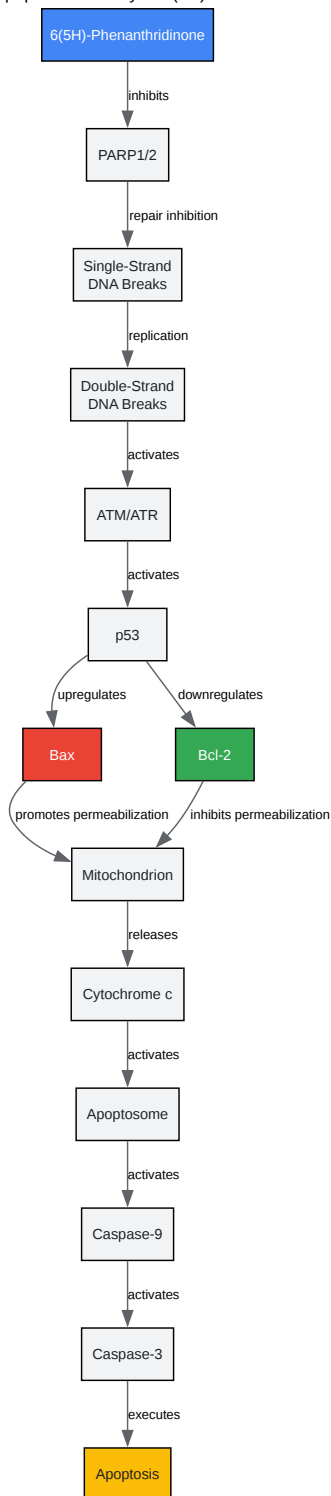 6(5H)-Phenanthridinone
inhibits
PARP1/2
repair inhibition
Single-Strand
DNA Breaks
replication
Double-Strand
DNA Breaks
activates
ATM/ATR
activates
p53
upregulates
downregulates
Bax
Bcl-2
promotes permeabilization
inhibits permeabilization
Mitochondrion
releases
Cytochrome c
activates
Apoptosome
activates
Caspase-9
activates
Caspase-3
executes
Apoptosis